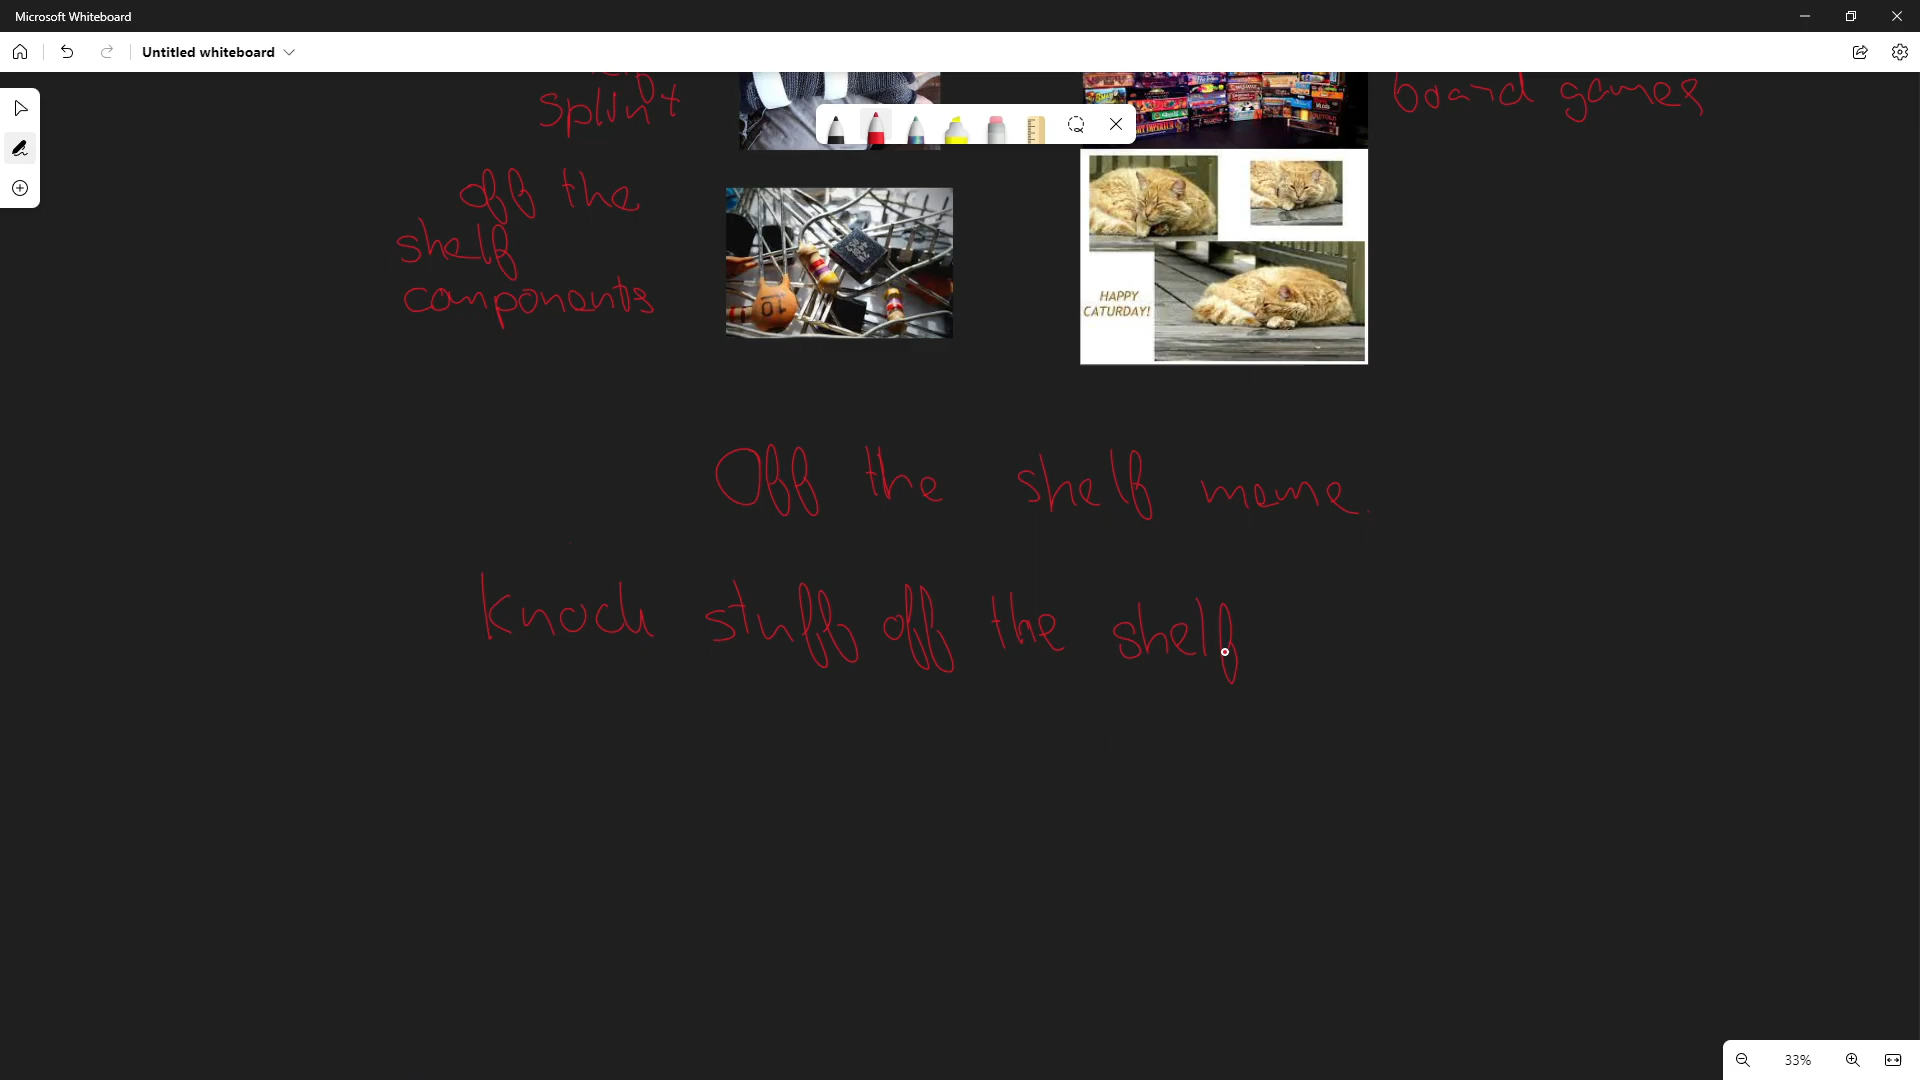 Microsoft Whiteboard
Untitled whiteboard
splint
board games
off the
shelf
components
10
HAPPY
CATURDAY!
Off the shelf meme.
Knock stuff off the shelf
33%